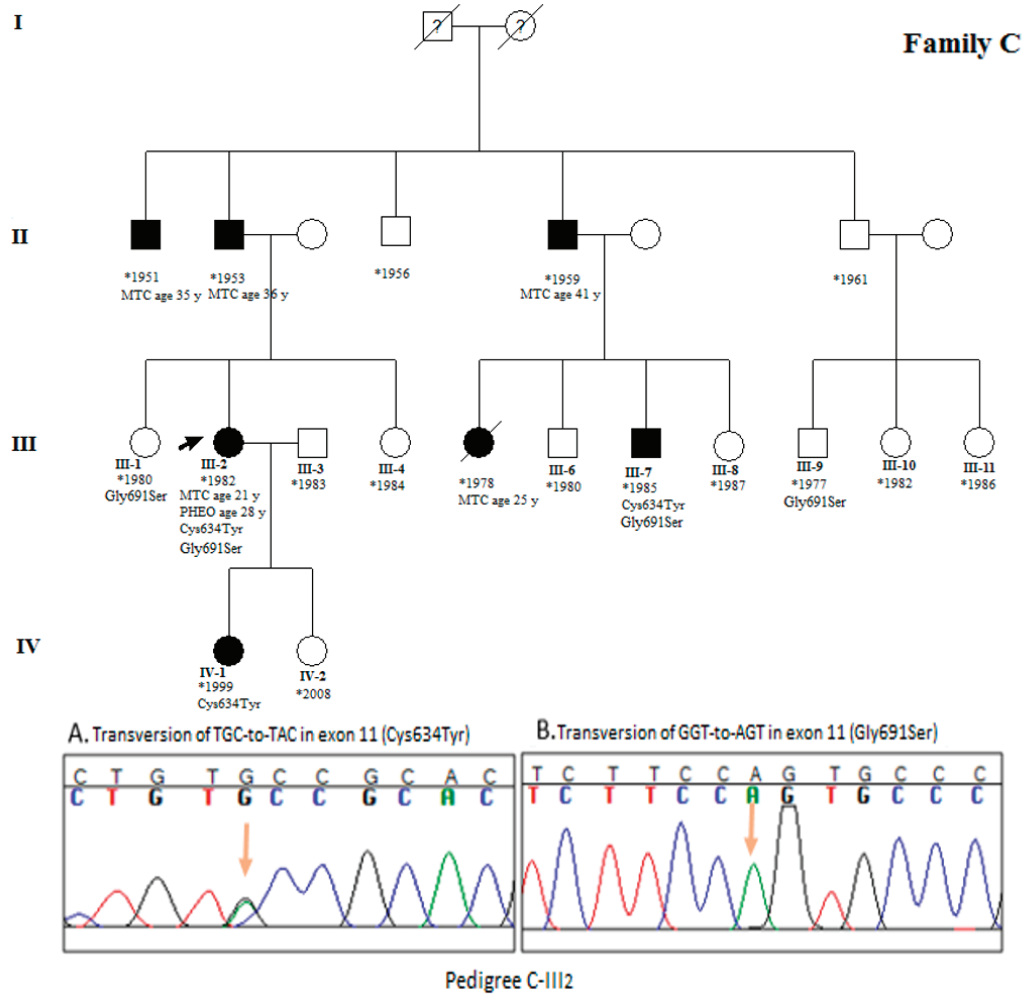 I
? ?
Family C
II
*1951
MTC age 35 y
*1953
MTC age 36 y
*1956
*1959
MTC age 41 y
*1961
III
III-1
*1980
Gly691Ser
III-2
*1982
MTC age 21 y
PHEO age 28 y
Cys634Tyr
Gly691Ser
III-3
*1983
III-4
*1984
*1978
MTC age 25 y
III-6
*1980
III-7
*1985
Cys634Tyr
Gly691Ser
III-8
*1987
III-9
*1977
Gly691Ser
III-10
*1982
III-11
*1986
IV
IV-1
*1999
Cys634Tyr
IV-2
*2008
A. Transversion of TGC-to-TAC in exon 11 (Cys634Tyr)
C T G T G C C G C A C
C T G T G C C G C A C
B. Transversion of GGT-to-AGT in exon 11 (Gly691Ser)
T C T T C C A G T G C C C
T C T T C C A G T G C C C
Pedigree C-III2